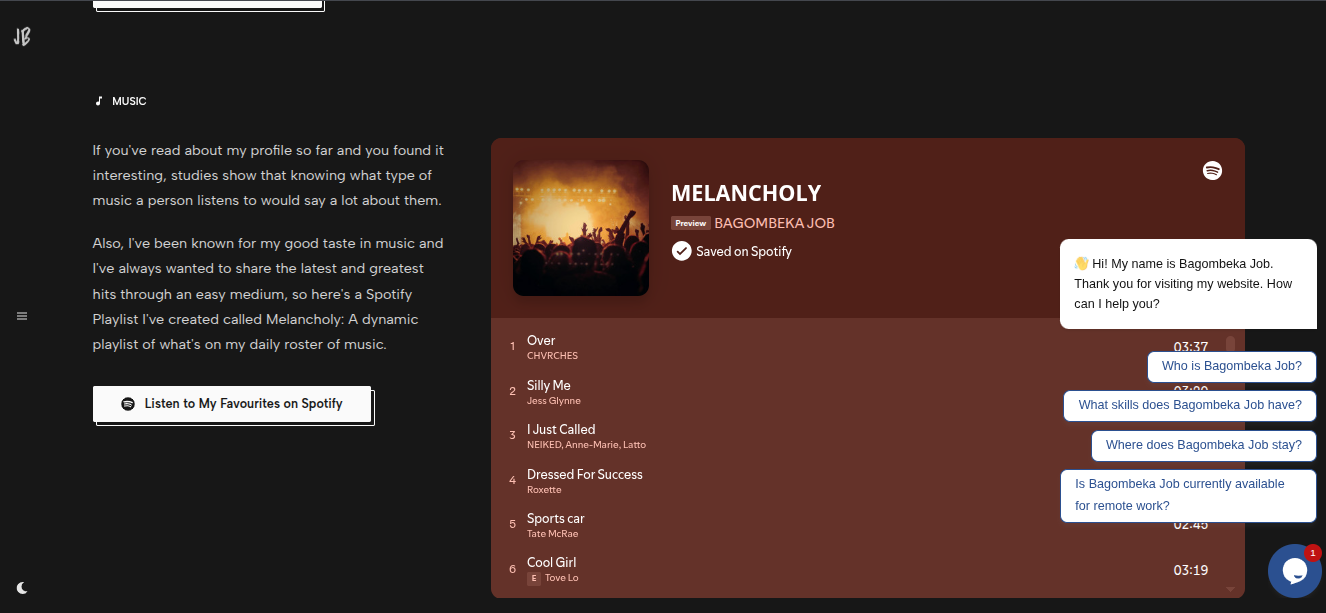 JB
MUSIC
If you've read about my profile so far and you found it
interesting, studies show that knowing what type of
music a person listens to would say a lot about them.
Also, I've been known for my good taste in music and
I've always wanted to share the latest and greatest
hits through an easy medium, so here's a Spotify
Playlist I've created called Melancholy: A dynamic
playlist of what's on my daily roster of music.
Listen to My Favourites on Spotify
MELANCHOLY
Preview BAGOMBEKA JOB
Saved on Spotify
1 Over 03:37
CHVRCHES
2 Silly Me
Jess Glynne
3 I Just Called
NEIKED, Anne-Marie, Latto
4 Dressed For Success
Roxette
5 Sports car 02:45
Tate McRae
6 Cool Girl 03:19
E Tove Lo
👋 Hi! My name is Bagombeka Job.
Thank you for visiting my website. How
can I help you?
Who is Bagombeka Job?
What skills does Bagombeka Job have?
Where does Bagombeka Job stay?
Is Bagombeka Job currently available
for remote work?
1